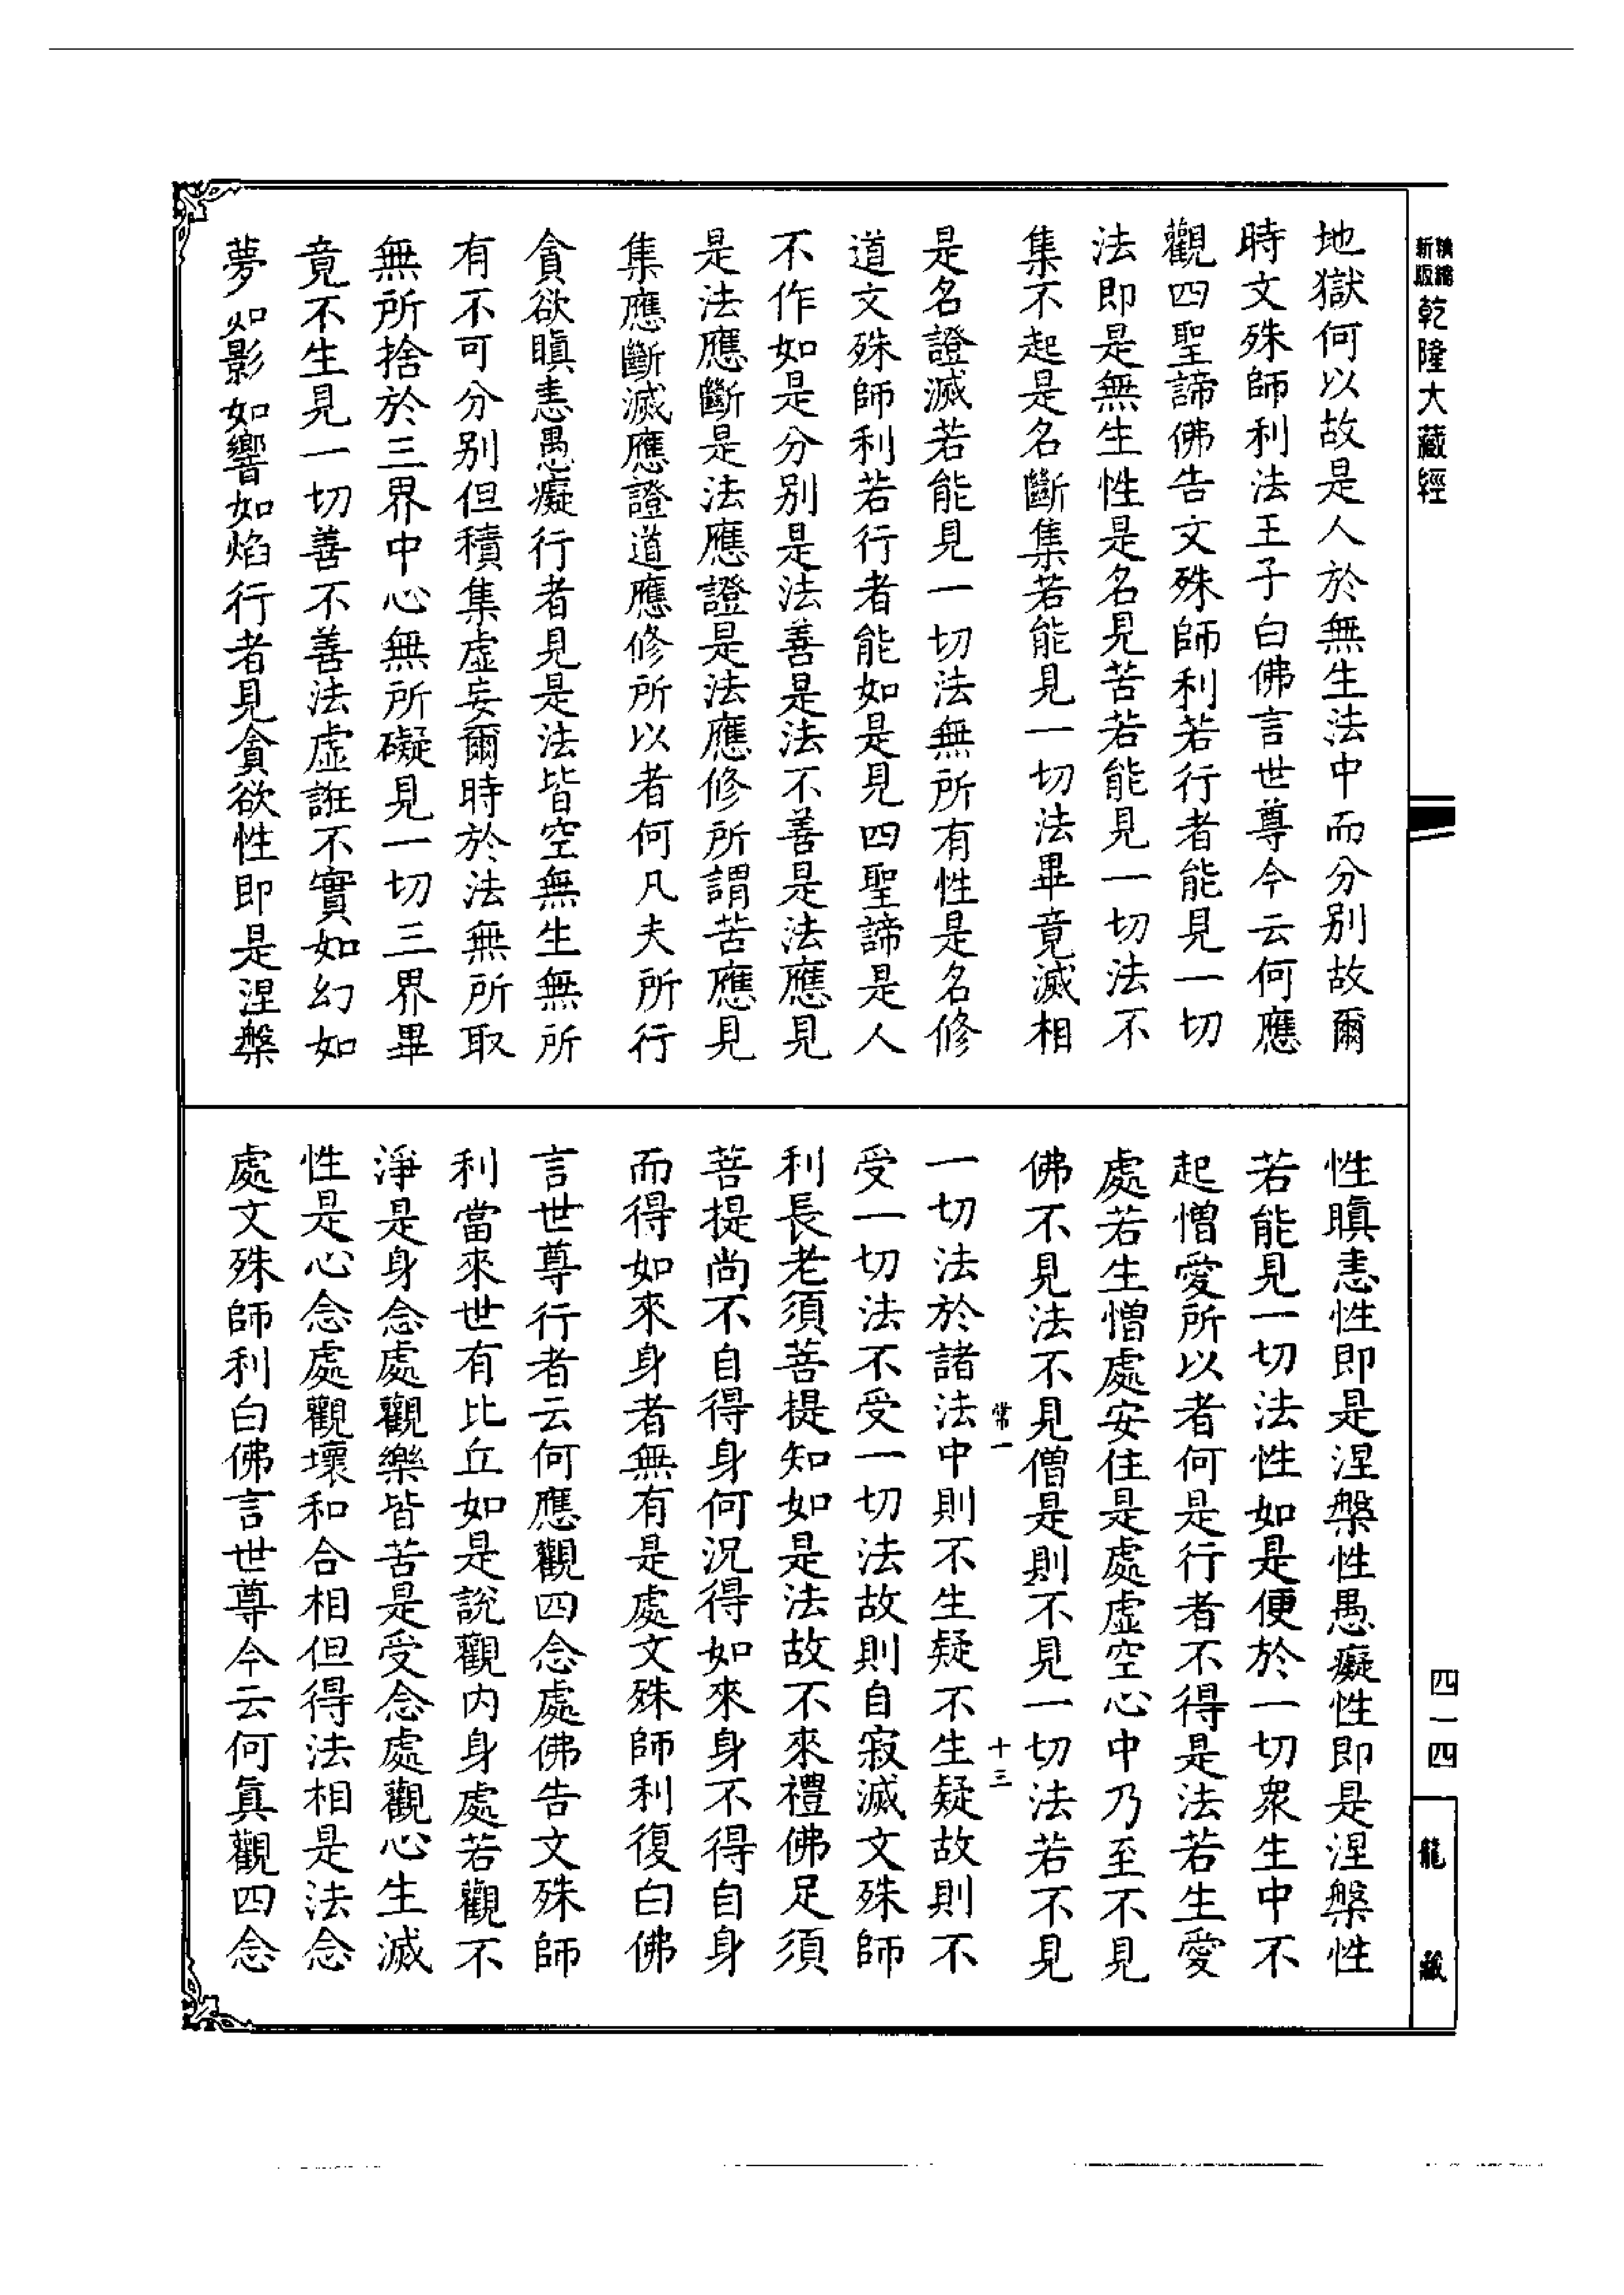 精縮
新版
乾隆大藏經
地獄何以故是人於無生法中而分别故爾
時文殊師利法王子白佛言世尊今云何應
觀四聖諦佛告文殊師利若行者能見一切
法即是無生性是名見苦若能見一切法不
集不起是名斷集若能見一切法畢竟滅相
是名證滅若能見一切法無所有性是名修
道文殊師利若行者能如是見四聖諦是人
不作如是分别是法善是法不善是法應見
是法應斷是法應證是法應修所謂苦應見
集應斷滅應證道應修所以者何凡夫所行
貪欲瞋恚愚癡行者見是法皆空無生無所
有不可分别但積集虛妄爾時於法無所取
無所捨於三界中心無所礙見一切三界畢
竟不生見一切善不善法虛誑不實如幻如
夢如影如響如焰行者見貪欲性即是涅槃
性瞋恚性即是涅槃性愚癡性即是涅槃性
若能見一切法性如是便於一切眾生中不
起憎愛所以者何是行者不得是法若生愛
處若生憎處安住是處虛空心中乃至不見
佛不見法不見僧是則不見一切法若不見
常一
十三
一切法於諸法中則不生疑不生疑故則不
受一切法不受一切法故則自寂滅文殊師
利長老須菩提知如是法故不來禮佛足須
菩提尚不自得身何況得如來身不得自身
而得如來身者無有是處文殊師利復白佛
言世尊行者云何應觀四念處佛告文殊師
利當來世有比丘如是說觀內身處若觀不
淨是身念處觀樂皆苦是受念處觀心生滅
性是心念處觀壞和合相但得法相是法念
處文殊師利白佛言世尊今云何真觀四念
四一四
龍藏